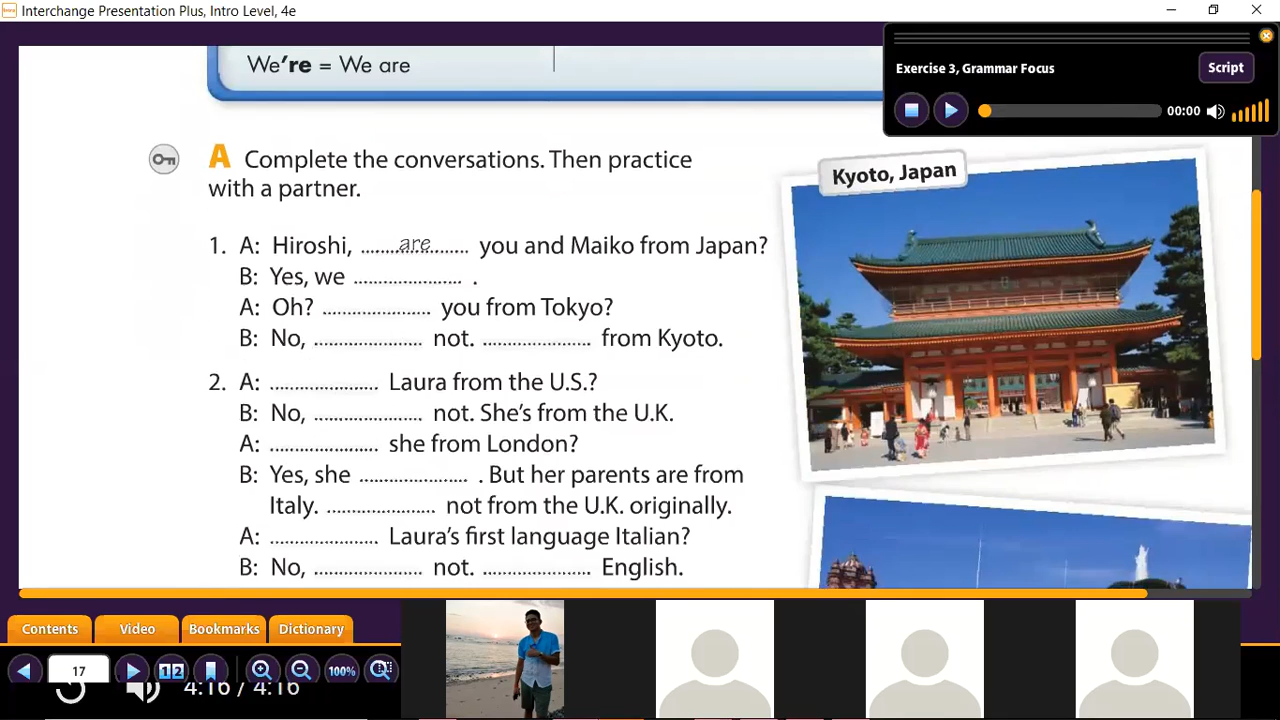 Interchange Presentation Plus, Intro Level, 4e
We're = We are
Exercise 3, Grammar Focus
Script
00:00
A Complete the conversations. Then practice
with a partner.
Kyoto, Japan
1. A: Hiroshi, ........are........ you and Maiko from Japan?
B: Yes, we ...................... .
A: Oh? ...................... you from Tokyo?
B: No, ...................... not. ...................... from Kyoto.
2. A: ...................... Laura from the U.S.?
B: No, ...................... not. She's from the U.K.
A: ...................... she from London?
B: Yes, she ...................... . But her parents are from
Italy. ...................... not from the U.K. originally.
A: ...................... Laura's first language Italian?
B: No, ...................... not. ...................... English.
Contents Video Bookmarks Dictionary
17 1 2 100%
4:16 / 4:16